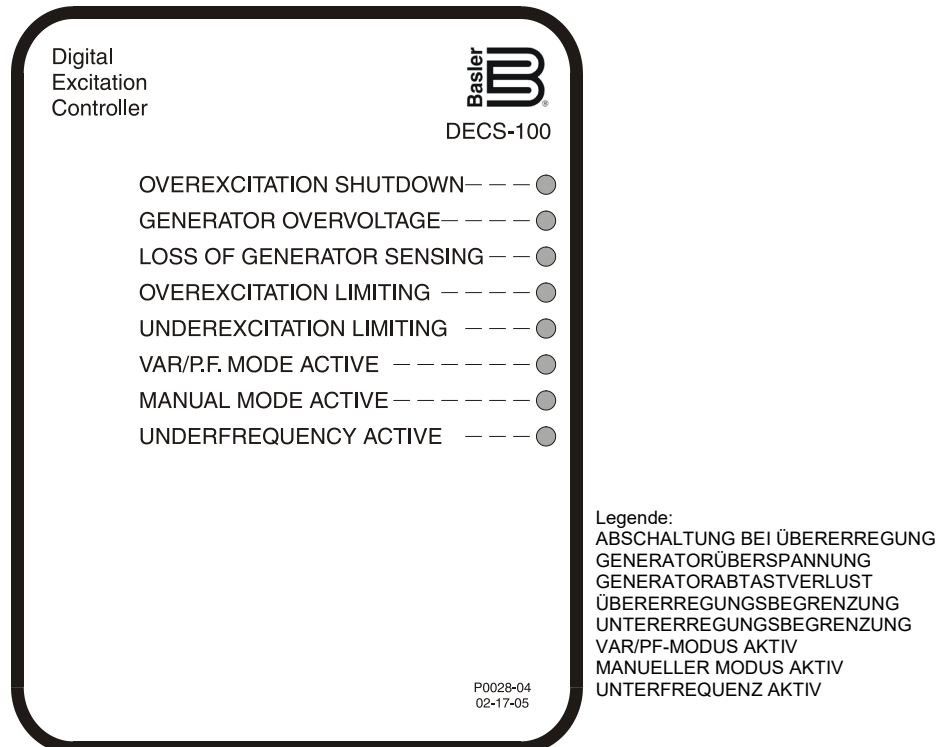 Digital
Excitation
Controller
Basler
®
DECS-100
OVEREXCITATION SHUTDOWN
GENERATOR OVERVOLTAGE
LOSS OF GENERATOR SENSING
OVEREXCITATION LIMITING
UNDEREXCITATION LIMITING
VAR/P.F. MODE ACTIVE
MANUAL MODE ACTIVE
UNDERFREQUENCY ACTIVE
P0028-04
02-17-05
Legende:
ABSCHALTUNG BEI ÜBERERREGUNG
GENERATORÜBERSPANNUNG
GENERATORABTASTVERLUST
ÜBERERREGUNGSBEGRENZUNG
UNTERERREGUNGSBEGRENZUNG
VAR/PF-MODUS AKTIV
MANUELLER MODUS AKTIV
UNTERFREQUENZ AKTIV